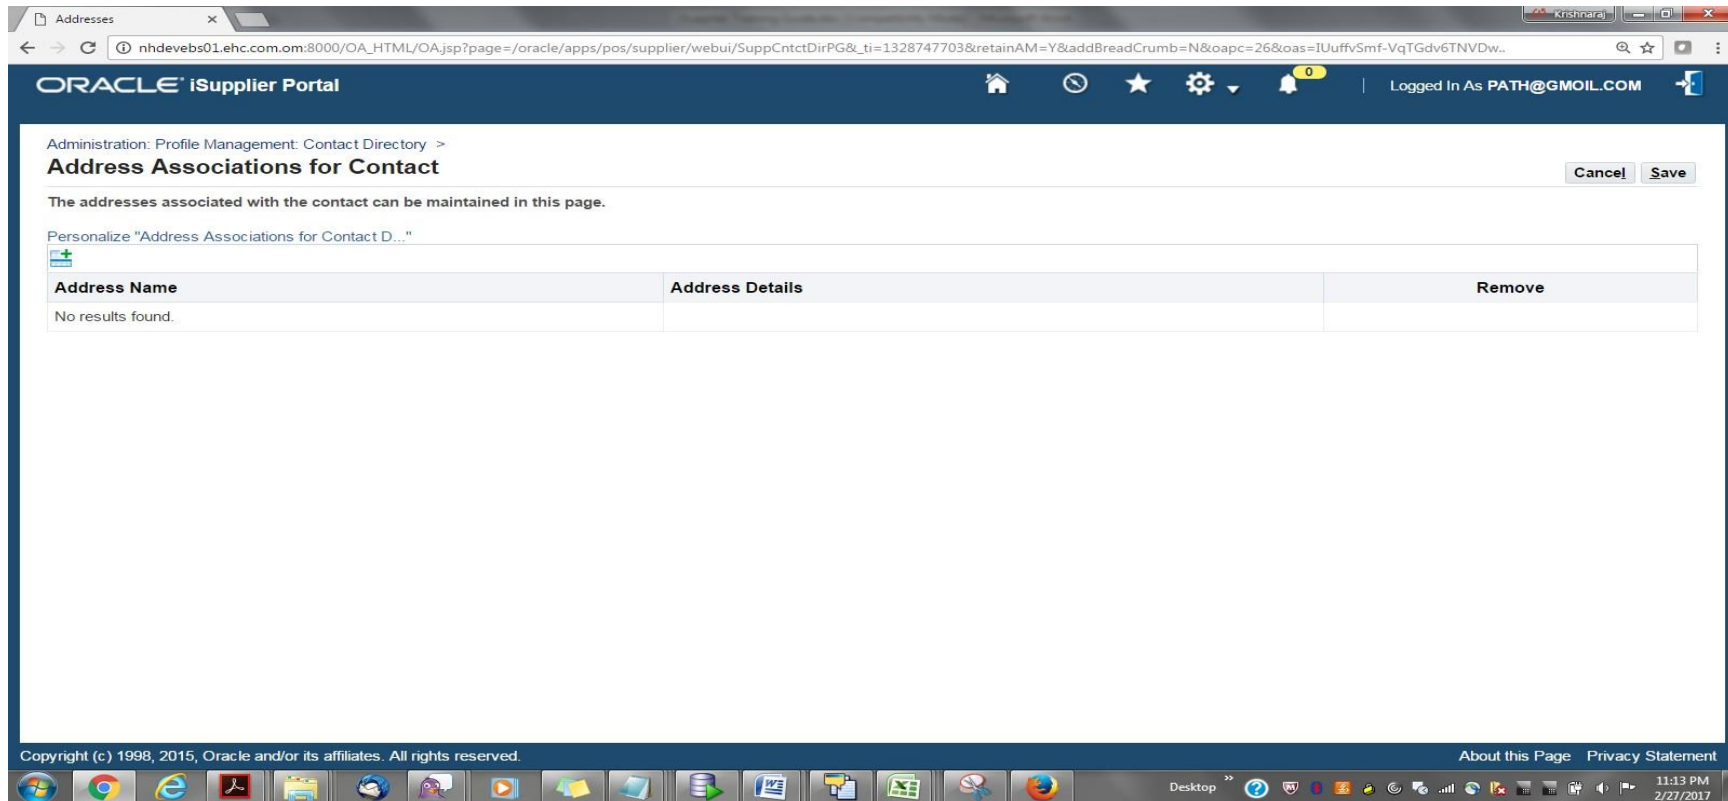 Addresses
Krishnaraj
nhdevebs01.ehc.com.om:8000/OA_HTML/OA.jsp?page=/oracle/apps/pos/supplier/webui/SuppCntctDirPG&_ti=1328747703&retainAM=Y&addBreadCrumb=N&oapc=26&oas=IUuffvSmf-VqTGdv6TNVDw..
ORACLE iSupplier Portal 0 Logged In As PATH@GMOIL.COM
Administration: Profile Management: Contact Directory >
Address Associations for Contact
Cancel Save
The addresses associated with the contact can be maintained in this page.
Personalize "Address Associations for Contact D..."
Address Name Address Details Remove
No results found.
Copyright (c) 1998, 2015, Oracle and/or its affiliates. All rights reserved. About this Page Privacy Statement
Desktop » 11:13 PM
2/27/2017